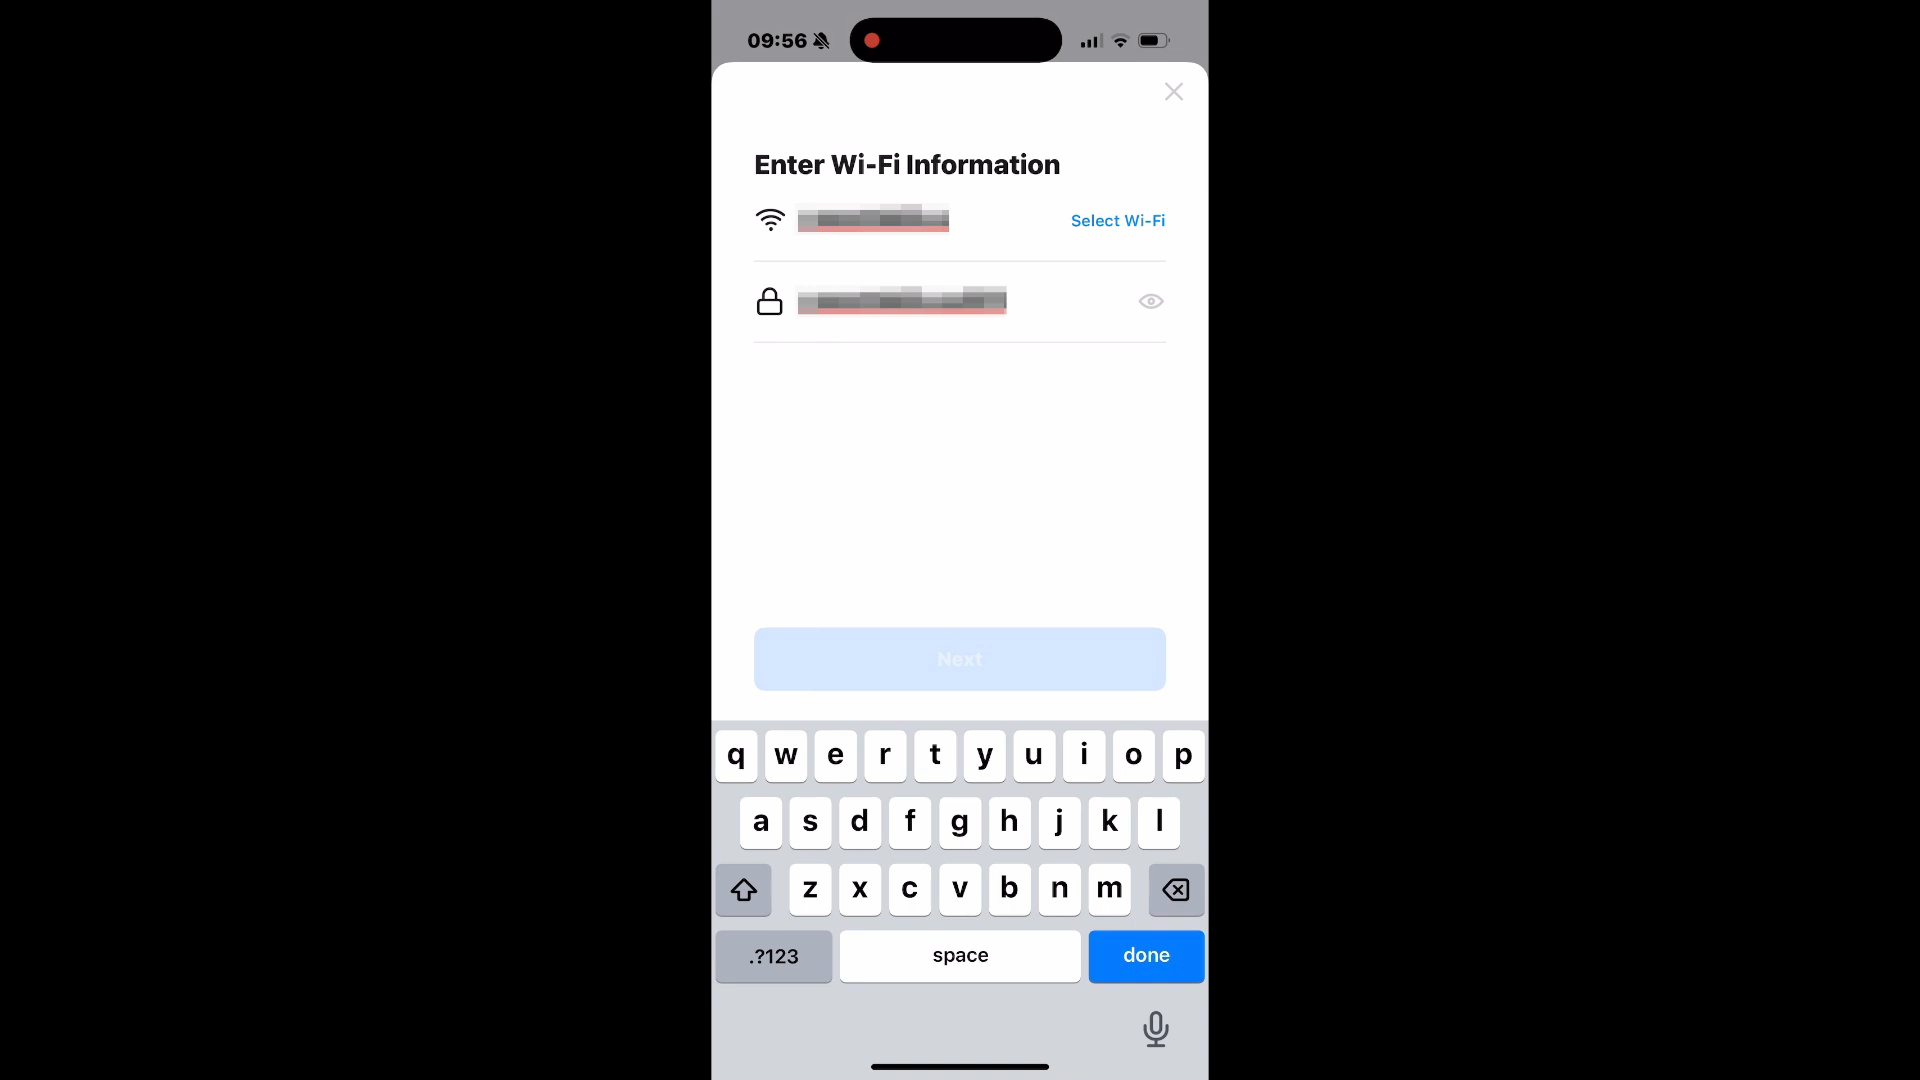 09:56
Enter Wi-Fi Information
Select Wi-Fi
Next
q w e r t y u i o p
a s d f g h j k l
z x c v b n m
.?123 space done